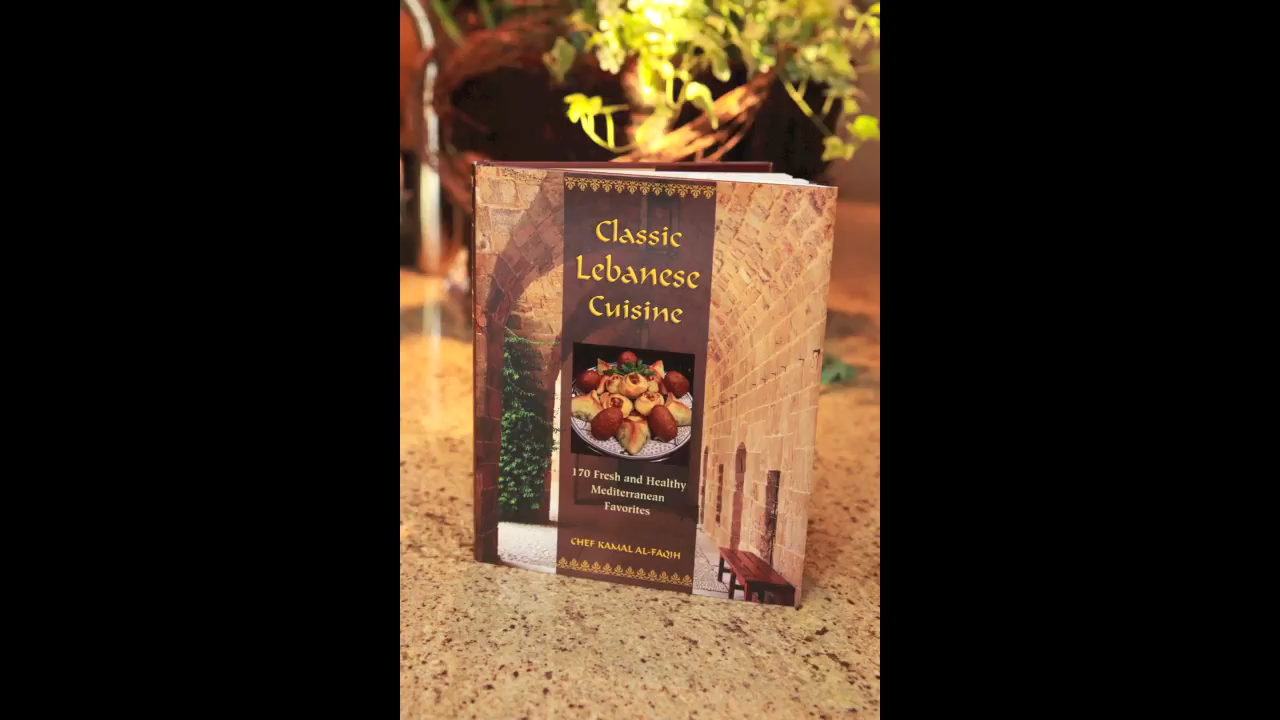 Classic
Lebanese
Cuisine
170 Fresh and Healthy
Mediterranean
Favorites
CHEF KAMAL AL-FAQIH